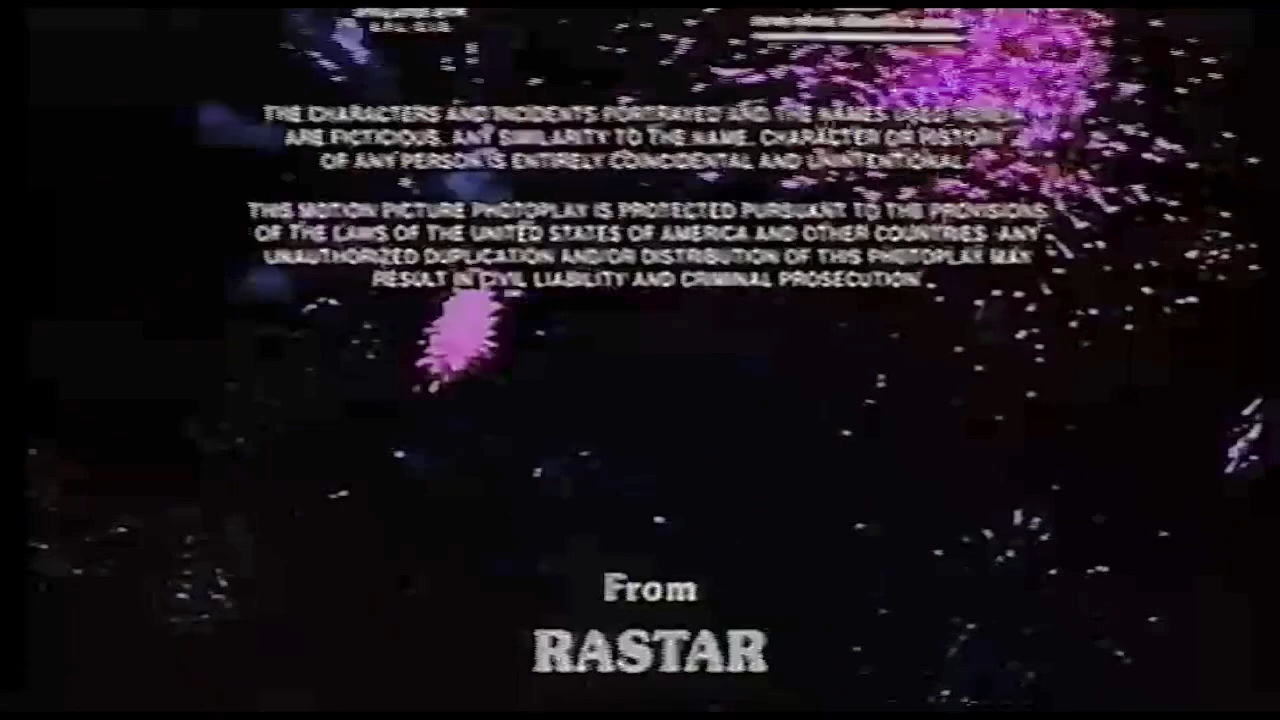 THE CHARACTERS AND INCIDENTS PORTRAYED AND THE NAMES USED HEREIN
ARE FICTICIOUS. ANY SIMILARITY TO THE NAME, CHARACTER OR HISTORY
OF ANY PERSON IS ENTIRELY COINCIDENTAL AND UNINTENTIONAL.
THIS MOTION PICTURE PHOTOPLAY IS PROTECTED PURSUANT TO THE PROVISIONS
OF THE LAWS OF THE UNITED STATES OF AMERICA AND OTHER COUNTRIES. ANY
UNAUTHORIZED DUPLICATION AND/OR DISTRIBUTION OF THIS PHOTOPLAY MAY
RESULT IN CIVIL LIABILITY AND CRIMINAL PROSECUTION.
From
RASTAR